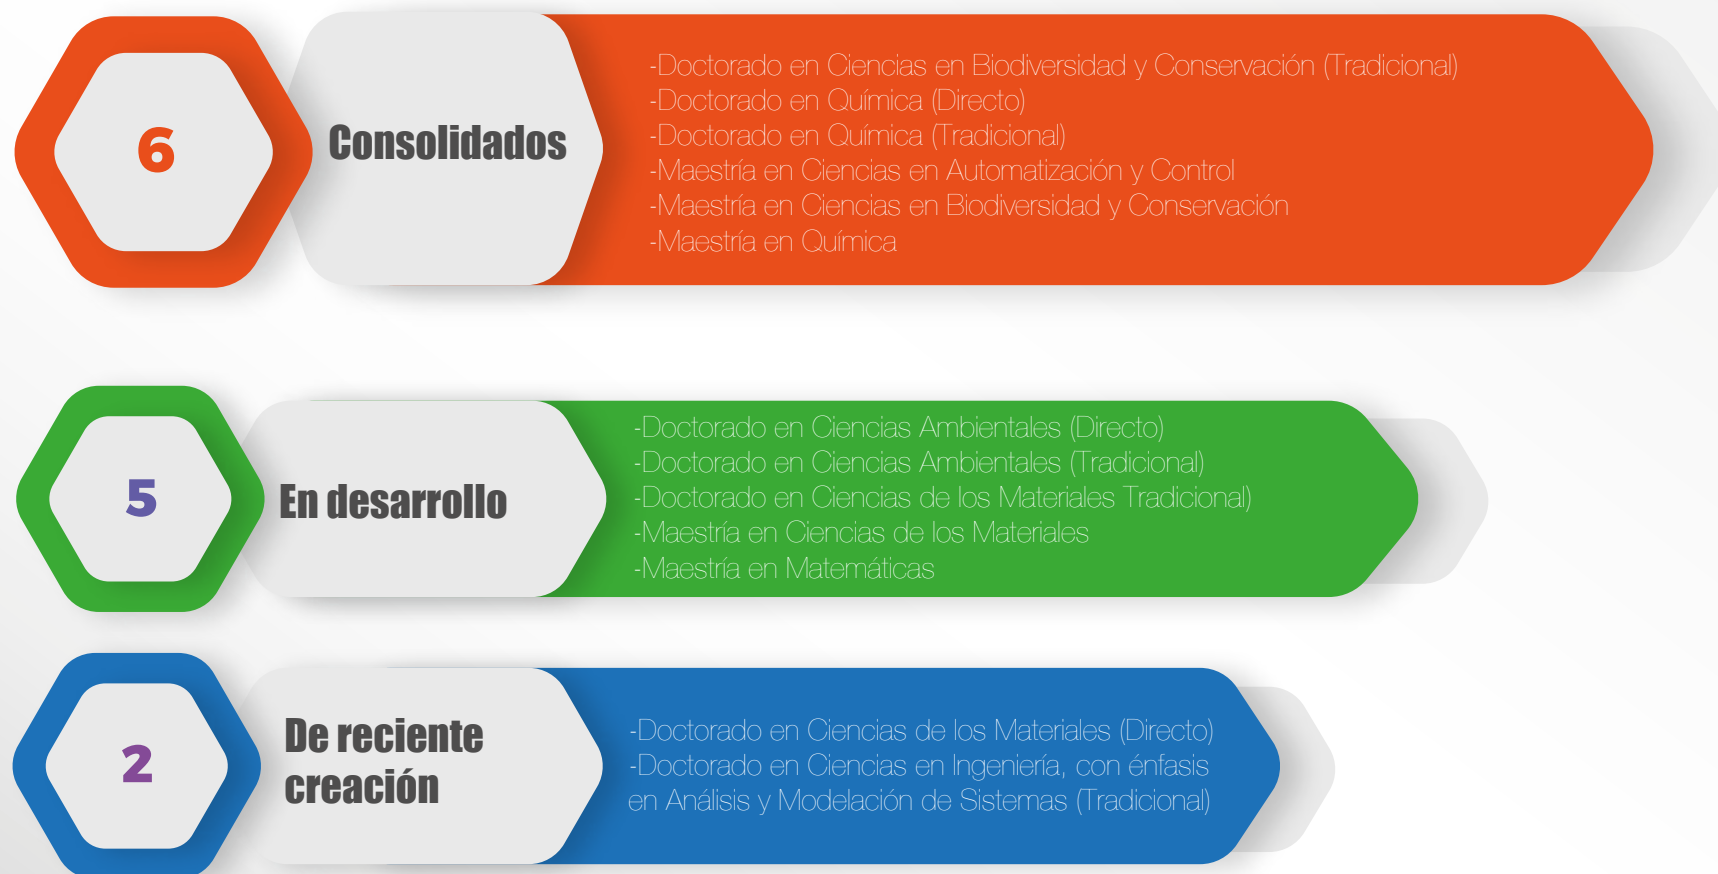 6
Consolidados
-Doctorado en Ciencias en Biodiversidad y Conservación (Tradicional)
-Doctorado en Química (Directo)
-Doctorado en Química (Tradicional)
-Maestría en Ciencias en Automatización y Control
-Maestría en Ciencias en Biodiversidad y Conservación
-Maestría en Química
5
En desarrollo
-Doctorado en Ciencias Ambientales (Directo)
-Doctorado en Ciencias Ambientales (Tradicional)
-Doctorado en Ciencias de los Materiales Tradicional)
-Maestría en Ciencias de los Materiales
-Maestría en Matemáticas
2
De reciente
creación
-Doctorado en Ciencias de los Materiales (Directo)
-Doctorado en Ciencias en Ingeniería, con énfasis
en Análisis y Modelación de Sistemas (Tradicional)